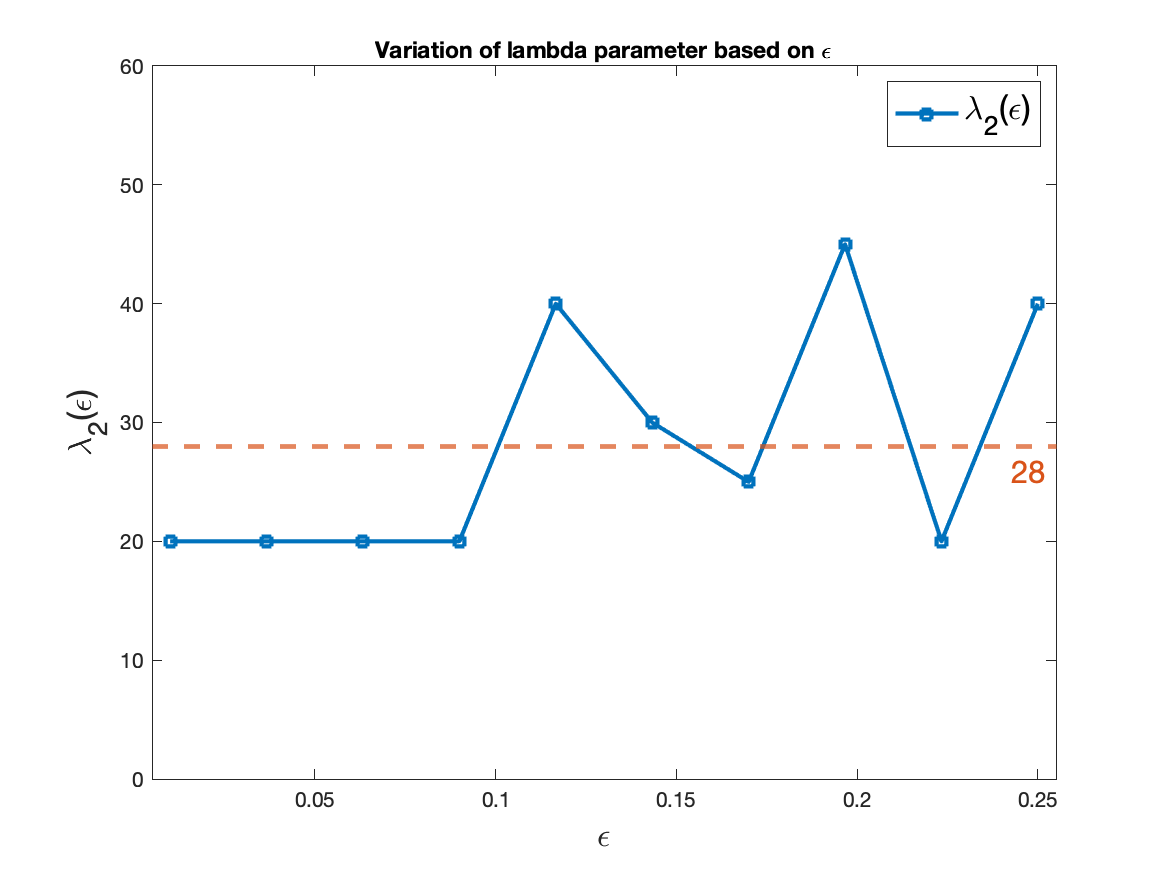 Variation of lambda parameter based on ϵ
λ₂(ϵ)
60
50
40
30
20
10
0
λ₂(ϵ)
28
0.05 0.1 0.15 0.2 0.25
ϵ